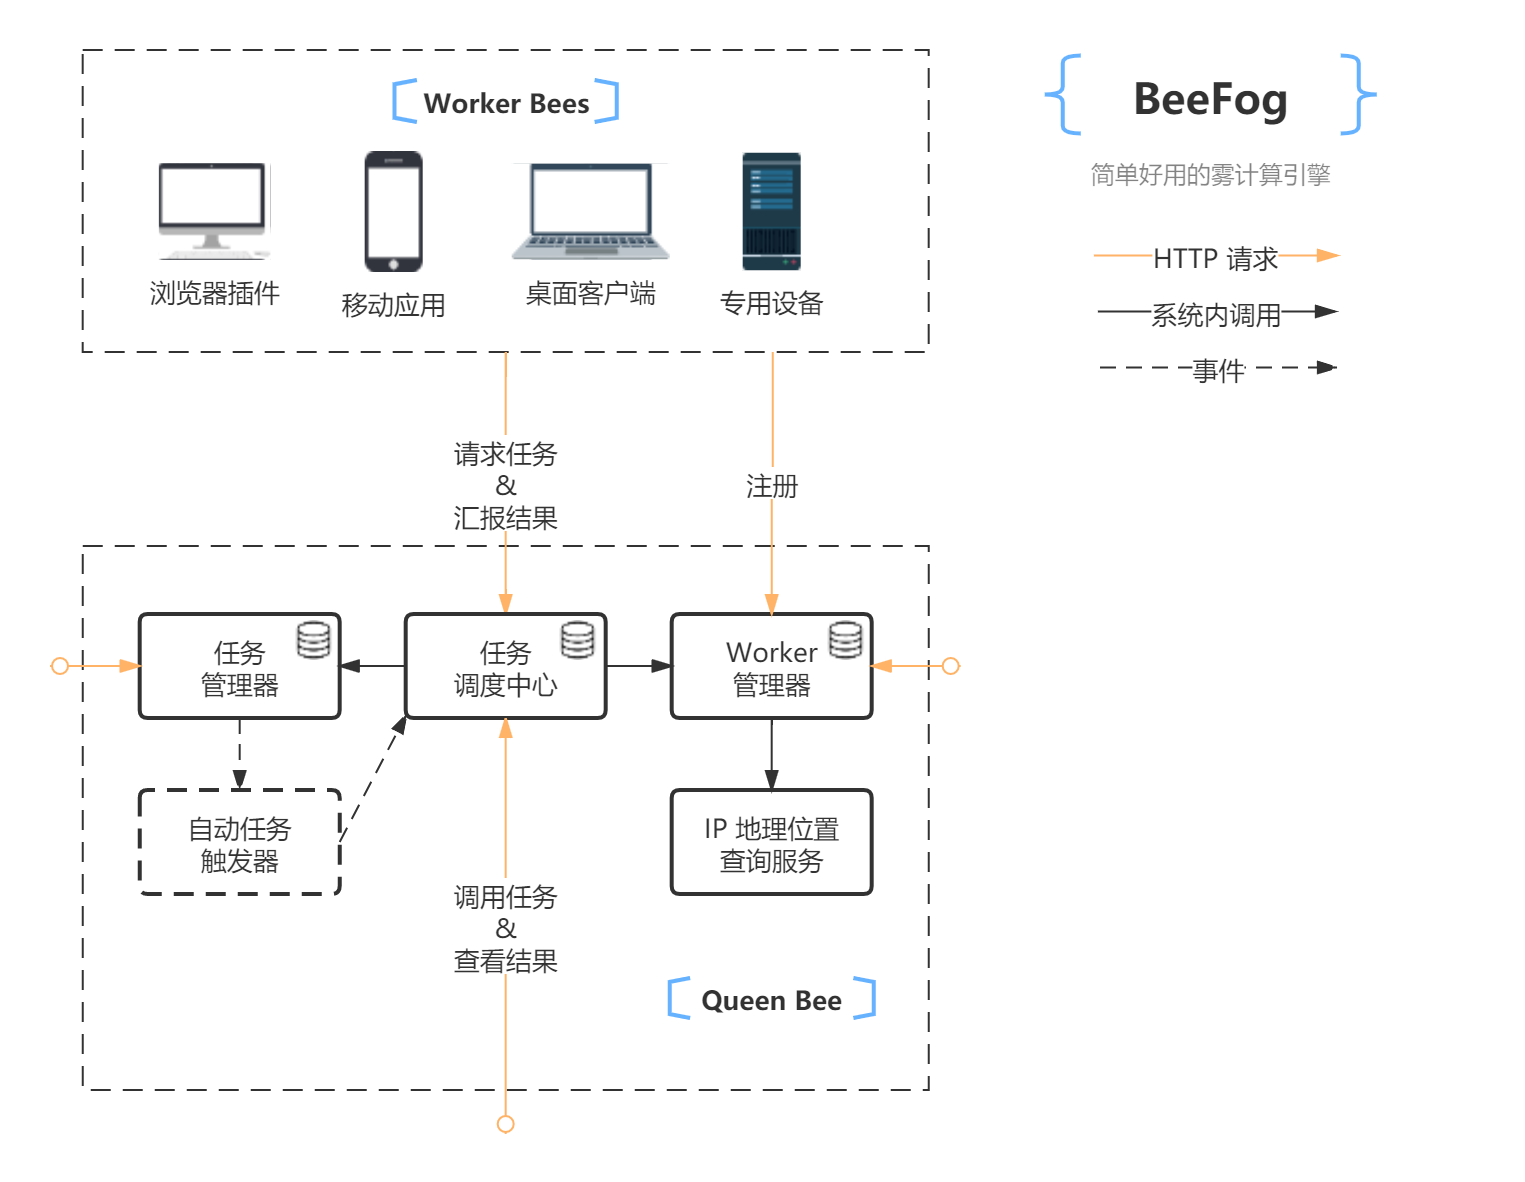 Worker Bees
浏览器插件
移动应用
桌面客户端
专用设备
BeeFog
简单好用的雾计算引擎
HTTP 请求
系统内调用
事件
请求任务
&
汇报结果
注册
任务
管理器
任务
调度中心
Worker
管理器
自动任务
触发器
IP 地理位置
查询服务
调用任务
&
查看结果
Queen Bee